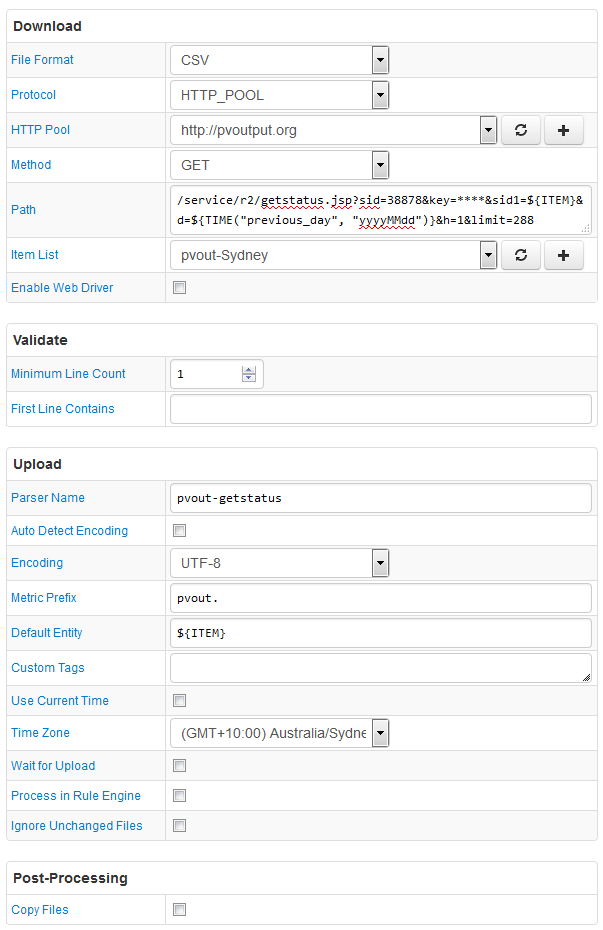 Download
File Format CSV
Protocol HTTP_POOL
HTTP Pool http://pvoutput.org
Method GET
Path /service/r2/getstatus.jsp?sid=38878&key=****&sid1=${ITEM}&
d=${TIME("previous_day", "yyyyMMdd")}&h=1&limit=288
Item List pvout-Sydney
Enable Web Driver
Validate
Minimum Line Count 1
First Line Contains
Upload
Parser Name pvout-getstatus
Auto Detect Encoding
Encoding UTF-8
Metric Prefix pvout.
Default Entity ${ITEM}
Custom Tags
Use Current Time
Time Zone (GMT+10:00) Australia/Sydne
Wait for Upload
Process in Rule Engine
Ignore Unchanged Files
Post-Processing
Copy Files